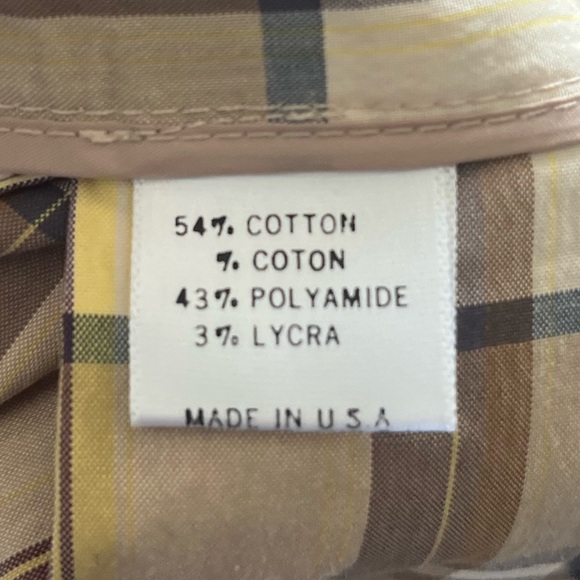 54% COTTON
% COTON
43% POLYAMIDE
3% LYCRA
MADE IN U S A